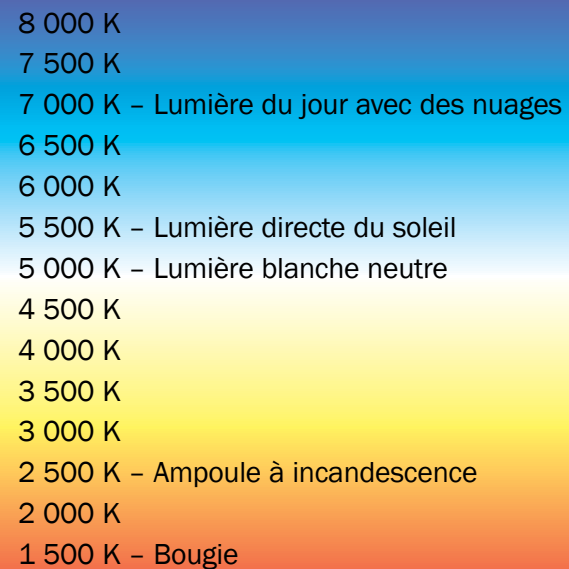 8 000 K
7 500 K
7 000 K – Lumière du jour avec des nuages
6 500 K
6 000 K
5 500 K – Lumière directe du soleil
5 000 K – Lumière blanche neutre
4 500 K
4 000 K
3 500 K
3 000 K
2 500 K – Ampoule à incandescence
2 000 K
1 500 K – Bougie